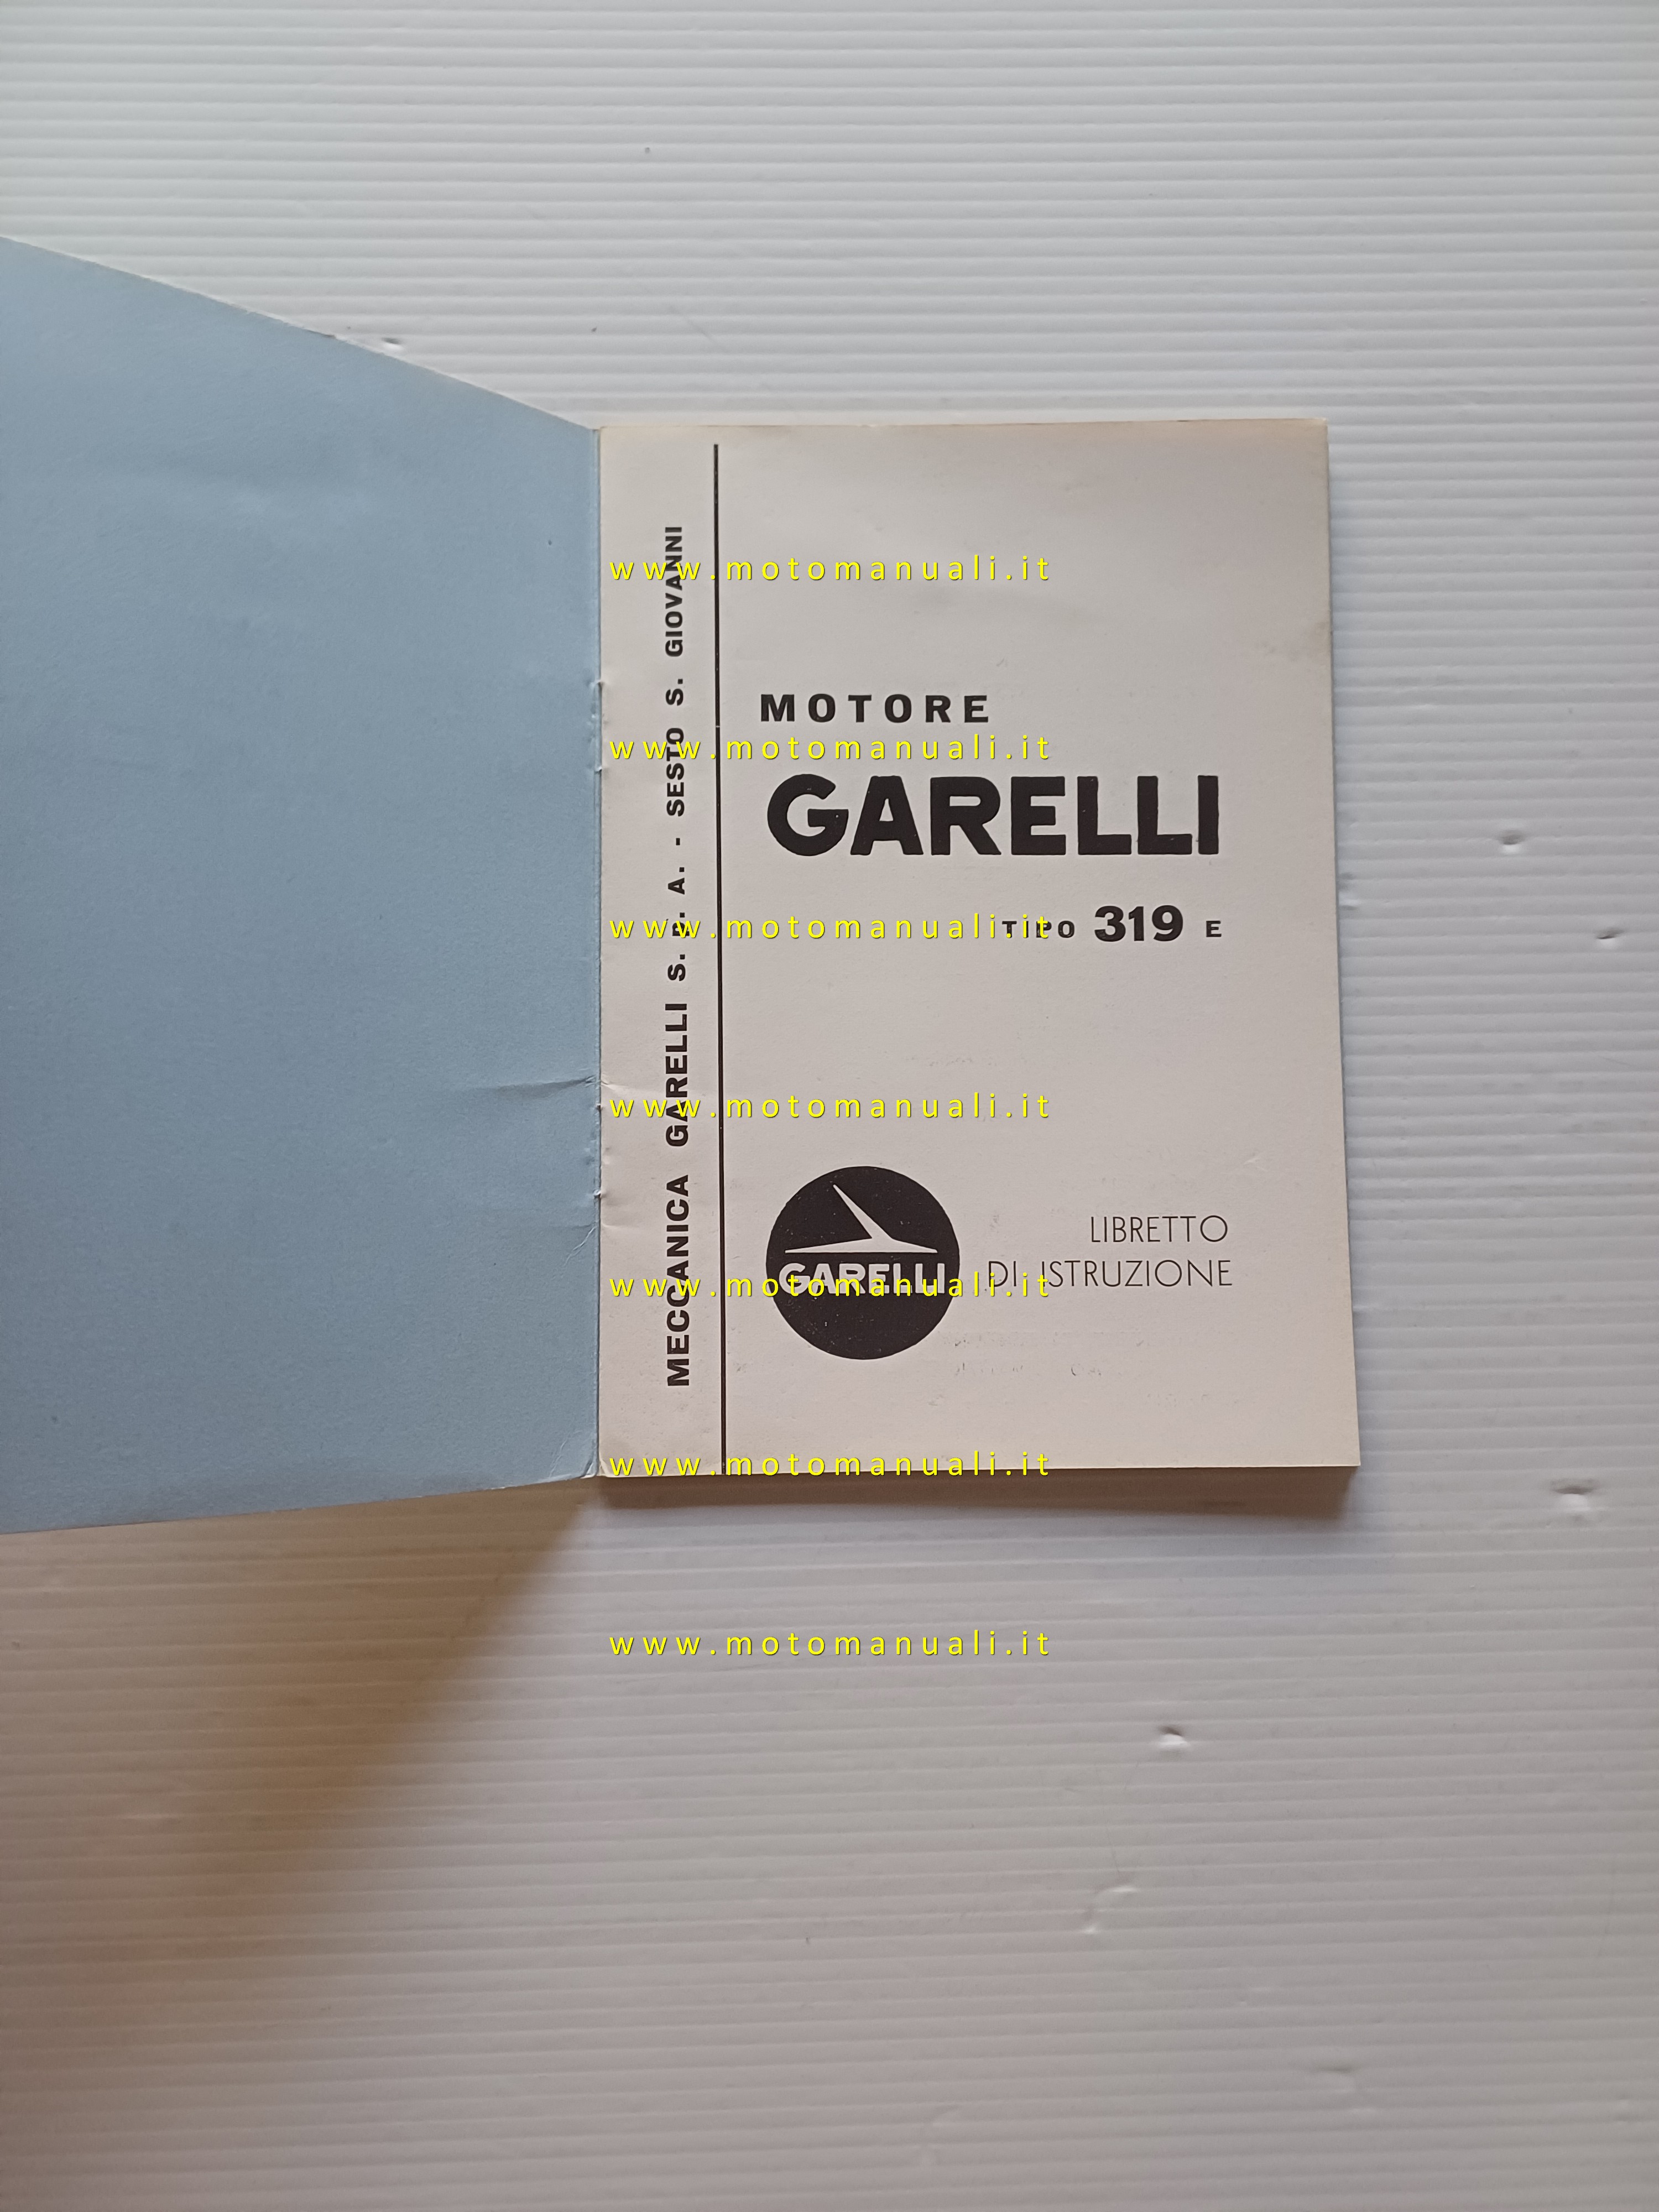 MECCANICA GARELLI S. P. A. - SESTO S. GIOVANNI
www.motomanuali.it
MOTORE
www.motomanuali.it
GARELLI
www.motomanuali.it
TIPO 319 E
www.motomanuali.it
LIBRETTO
DI ISTRUZIONE
GARELLI
www.motomanuali.it
www.motomanuali.it
www.motomanuali.it